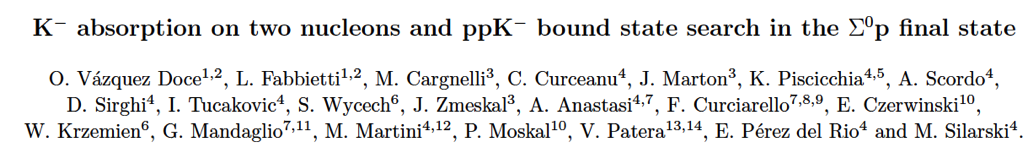 K⁻ absorption on two nucleons and ppK⁻ bound state search in the Σ⁰p final state
O. Vázquez Doce¹,², L. Fabbietti¹,², M. Cargnelli³, C. Curceanu⁴, J. Marton³, K. Piscicchia⁴,⁵, A. Scordo⁴,
D. Sirghi⁴, I. Tucakovic⁴, S. Wycech⁶, J. Zmeskal³, A. Anastasi⁴,⁷, F. Curciarello⁷,⁸,⁹, E. Czerwinski¹⁰,
W. Krzemien⁶, G. Mandaglio⁷,¹¹, M. Martini⁴,¹², P. Moskal¹⁰, V. Patera¹³,¹⁴, E. Pérez del Rio⁴ and M. Silarski⁴.